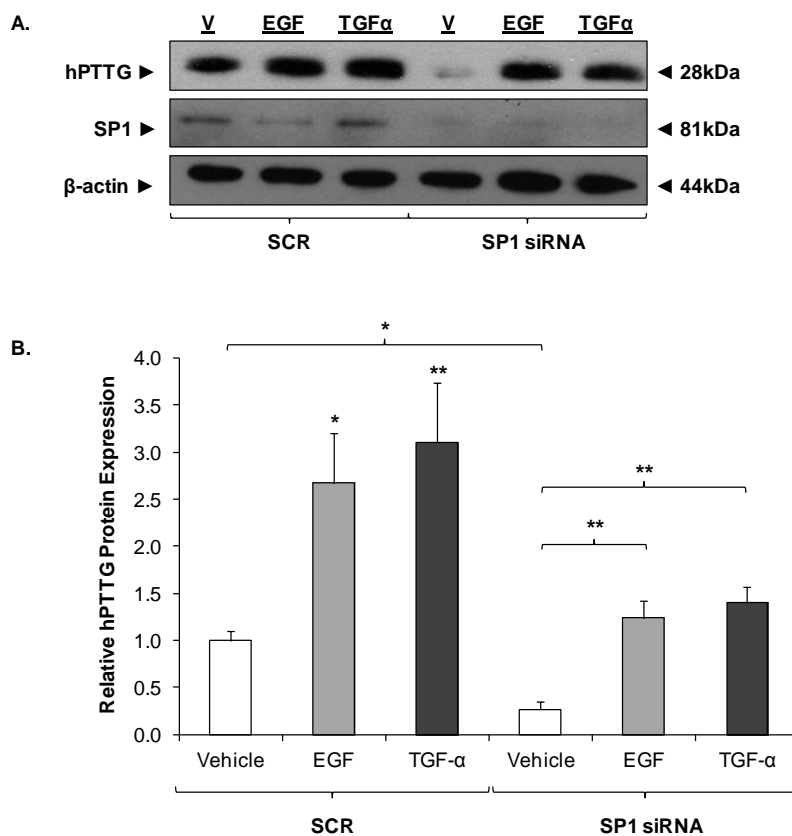 A.
V EGF TGFα V EGF TGFα
hPTTG ► ◄ 28kDa
SP1 ► ◄ 81kDa
β-actin ► ◄ 44kDa
SCR SP1 siRNA
B.
Relative hPTTG Protein Expression
*
4.0
3.5
3.0
2.5
2.0
1.5
1.0
0.5
0.0
*
**
**
**
Vehicle EGF TGF-α Vehicle EGF TGF-α
SCR SP1 siRNA